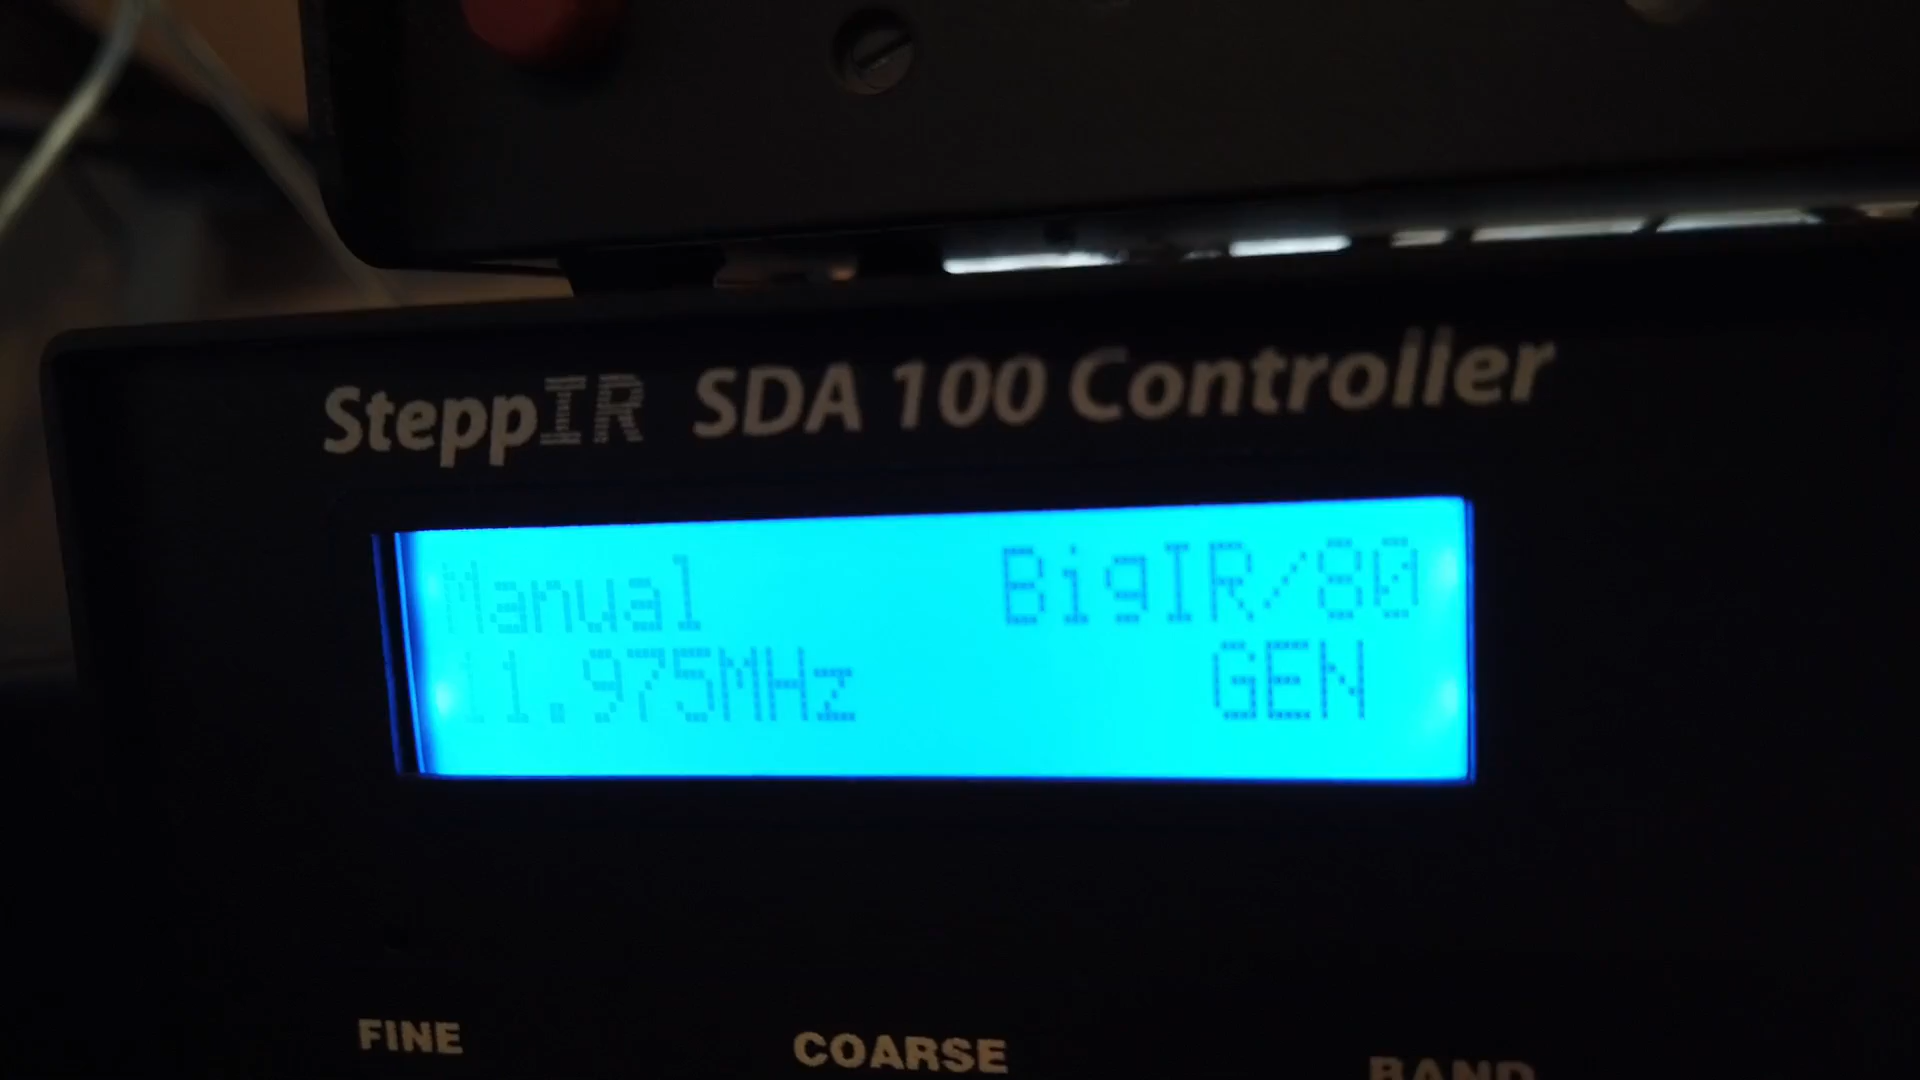 SteppIR SDA 100 Controller
Manual BigIR/80
11.975MHz GEN
FINE COARSE BAND